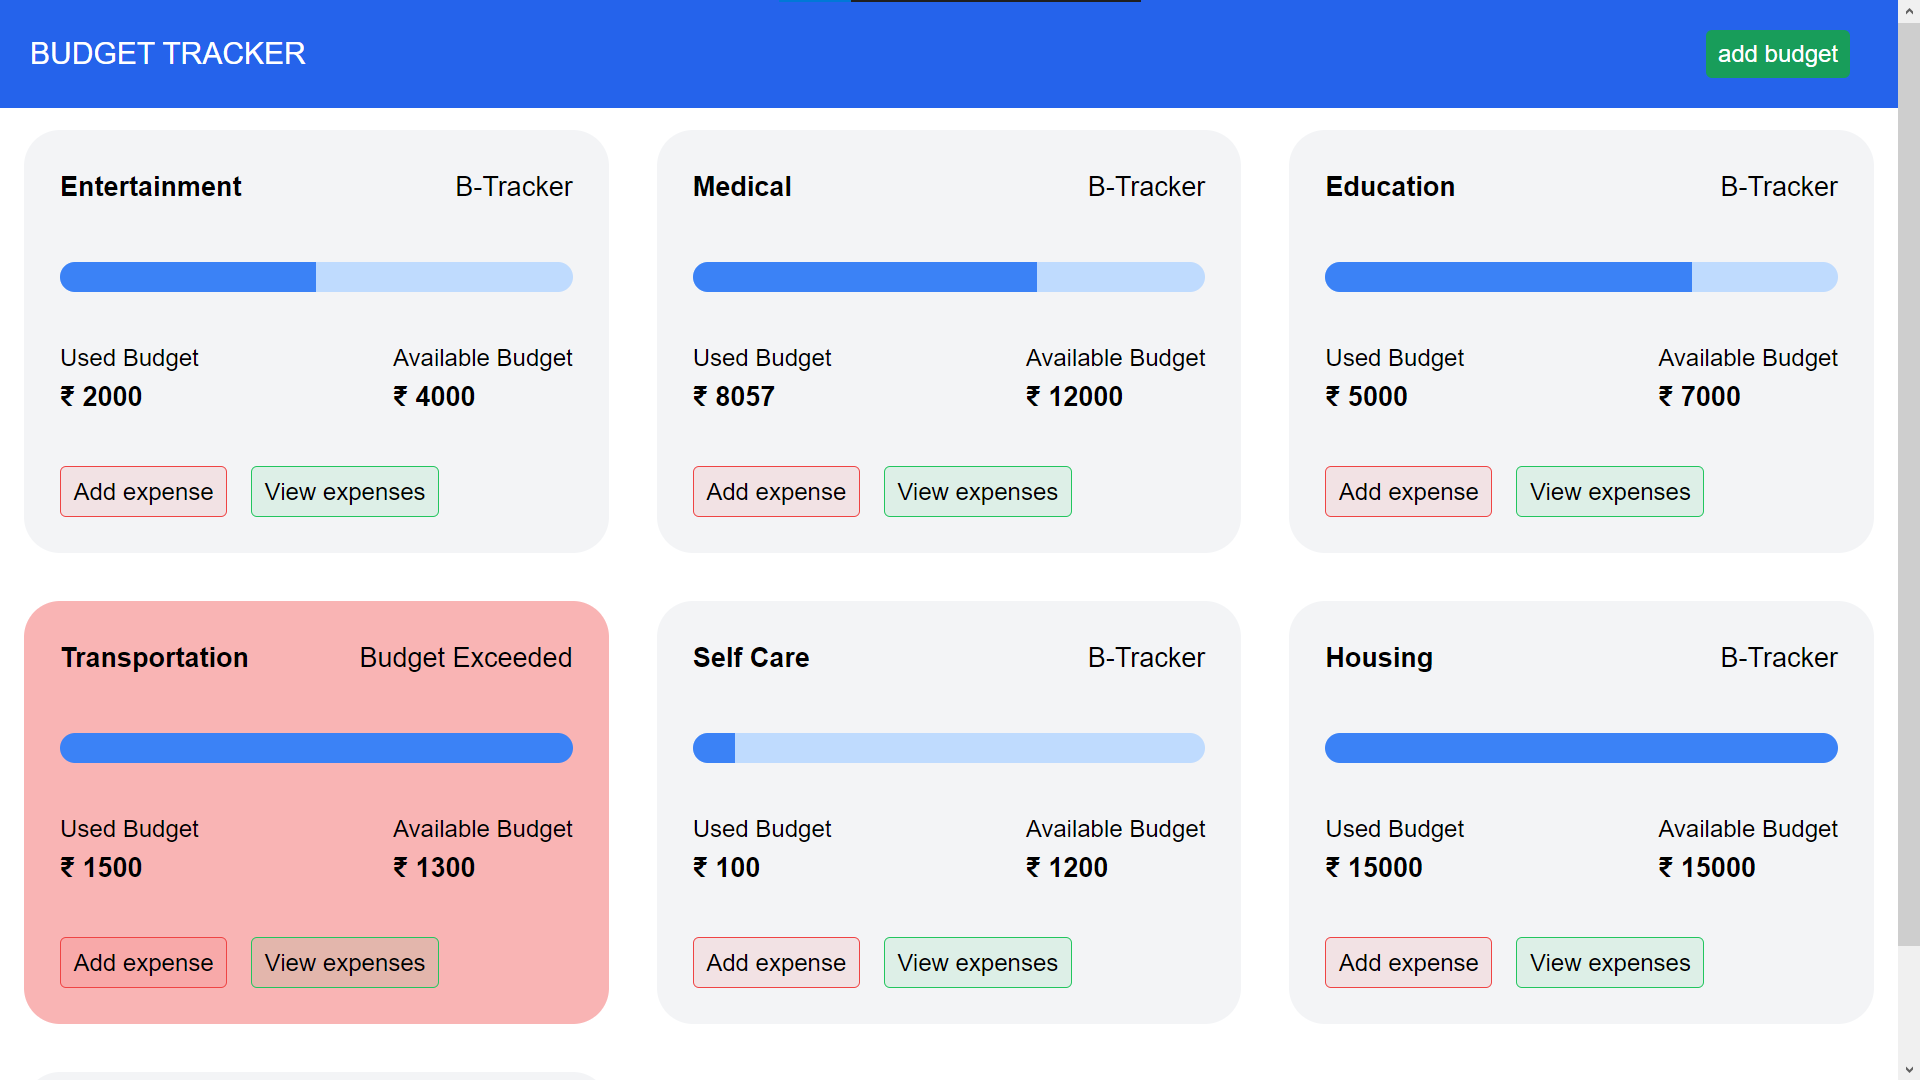 BUDGET TRACKER
add budget
Entertainment B-Tracker
Used Budget Available Budget
₹ 2000 ₹ 4000
Add expense View expenses
Medical B-Tracker
Used Budget Available Budget
₹ 8057 ₹ 12000
Add expense View expenses
Education B-Tracker
Used Budget Available Budget
₹ 5000 ₹ 7000
Add expense View expenses
Transportation Budget Exceeded
Used Budget Available Budget
₹ 1500 ₹ 1300
Add expense View expenses
Self Care B-Tracker
Used Budget Available Budget
₹ 100 ₹ 1200
Add expense View expenses
Housing B-Tracker
Used Budget Available Budget
₹ 15000 ₹ 15000
Add expense View expenses